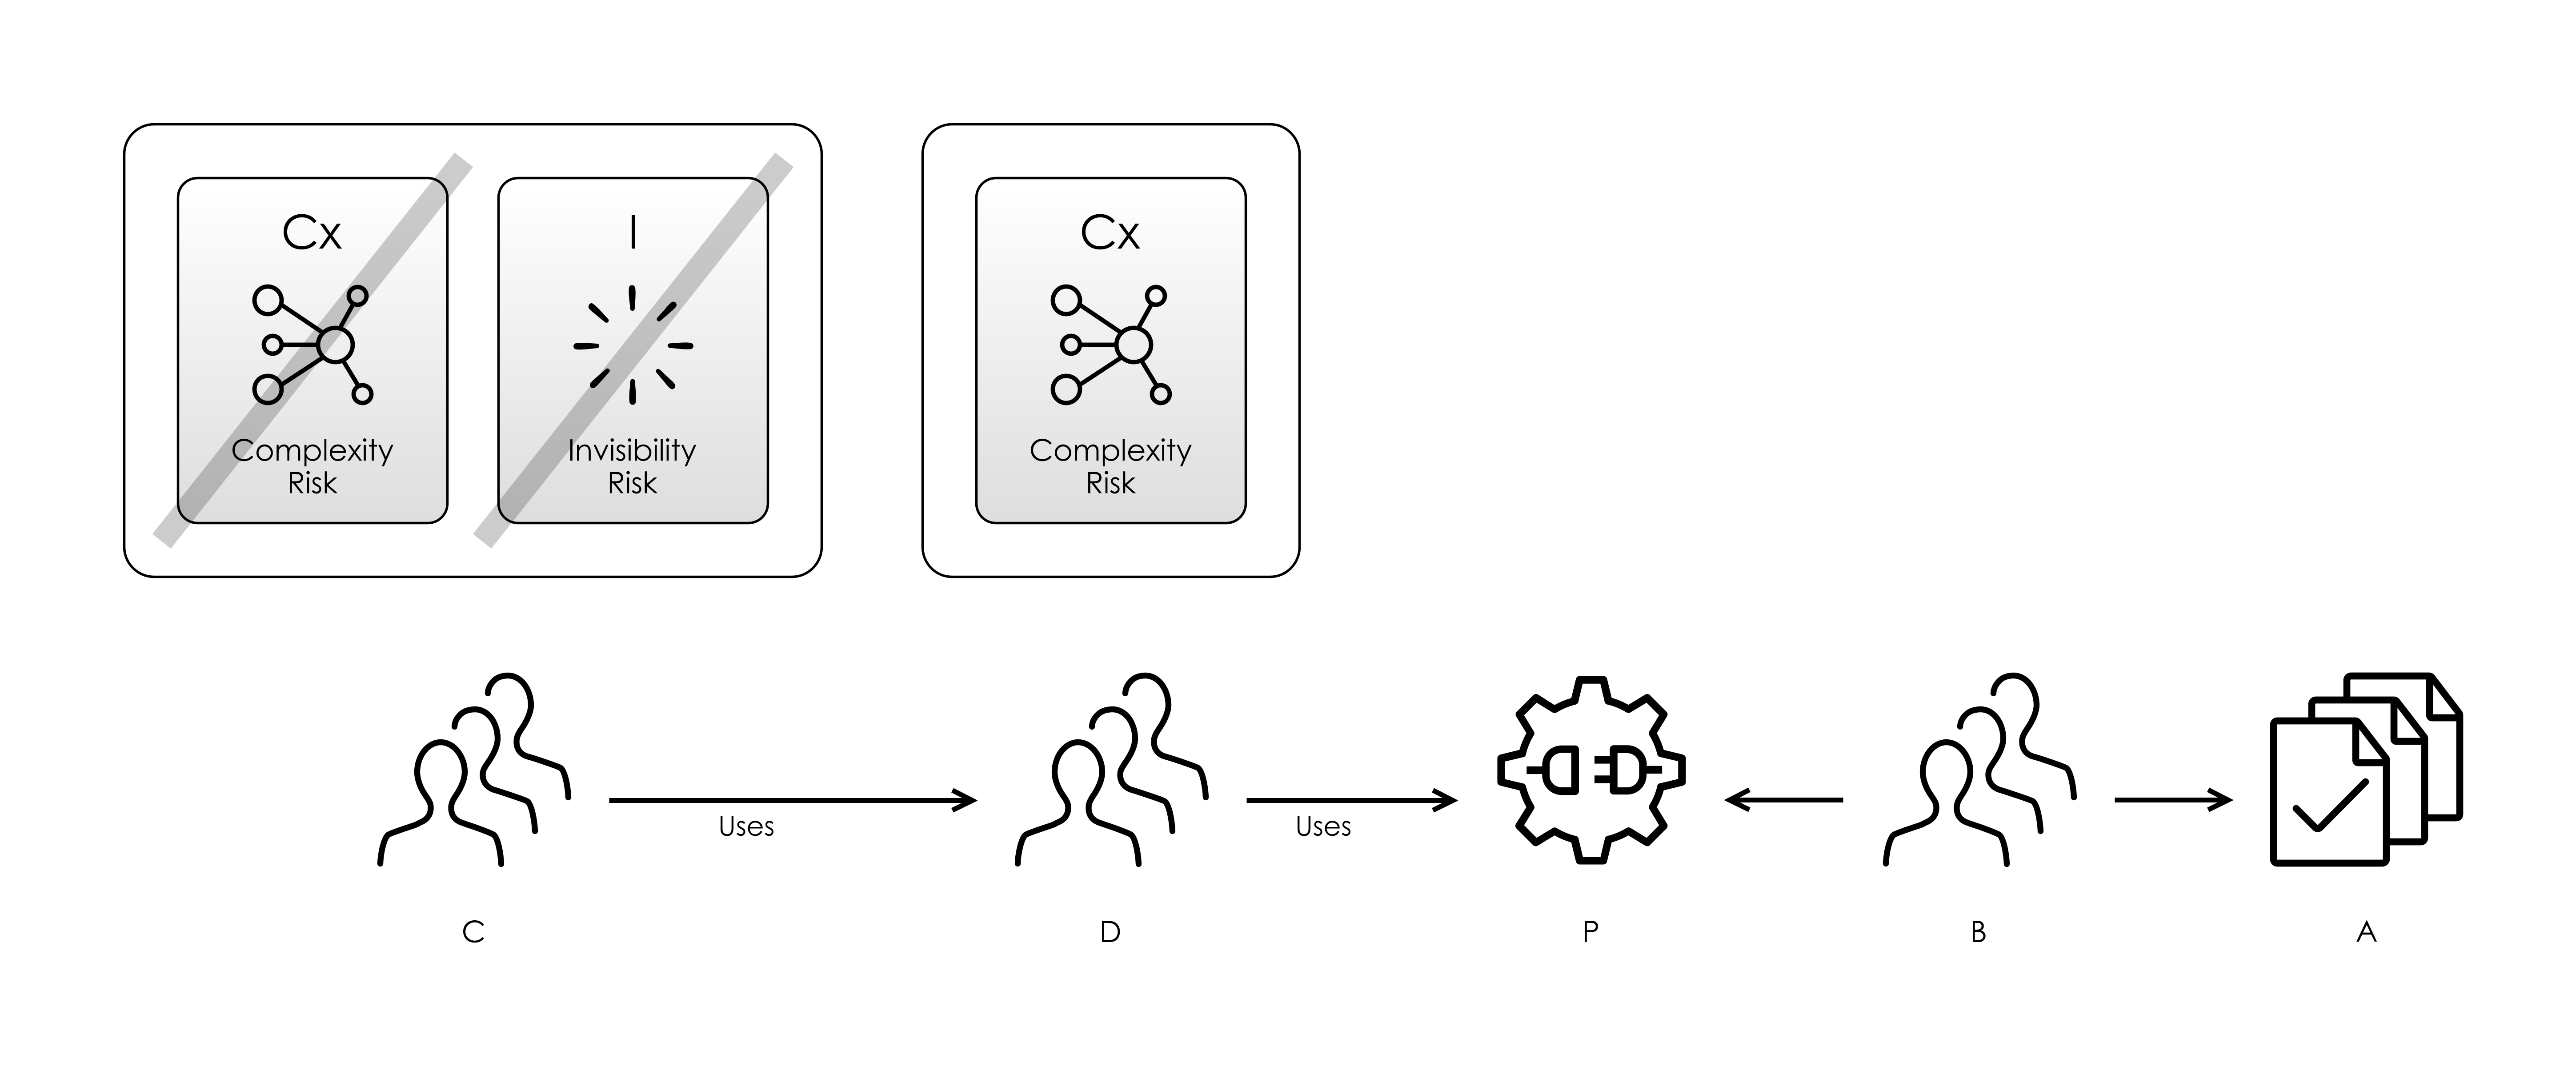 Cx
Complexity
Risk
I
Invisibility
Risk
Cx
Complexity
Risk
Uses
Uses
C
D
P
B
A